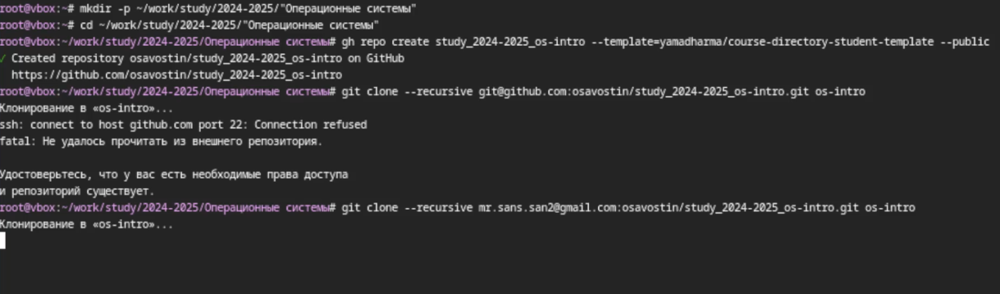 root@vbox:~# mkdir -p ~/work/study/2024-2025/"Операционные системы"
root@vbox:~# cd ~/work/study/2024-2025/"Операционные системы"
root@vbox:~/work/study/2024-2025/Операционные системы# gh repo create study_2024-2025_os-intro --template=yamadharma/course-directory-student-template --public
✓ Created repository osavostin/study_2024-2025_os-intro on GitHub
  https://github.com/osavostin/study_2024-2025_os-intro
root@vbox:~/work/study/2024-2025/Операционные системы# git clone --recursive git@github.com:osavostin/study_2024-2025_os-intro.git os-intro
Клонирование в «os-intro»...
ssh: connect to host github.com port 22: Connection refused
fatal: Не удалось прочитать из внешнего репозитория.

Удостоверьтесь, что у вас есть необходимые права доступа
и репозиторий существует.
root@vbox:~/work/study/2024-2025/Операционные системы# git clone --recursive mr.sans.san2@gmail.com:osavostin/study_2024-2025_os-intro.git os-intro
Клонирование в «os-intro»...